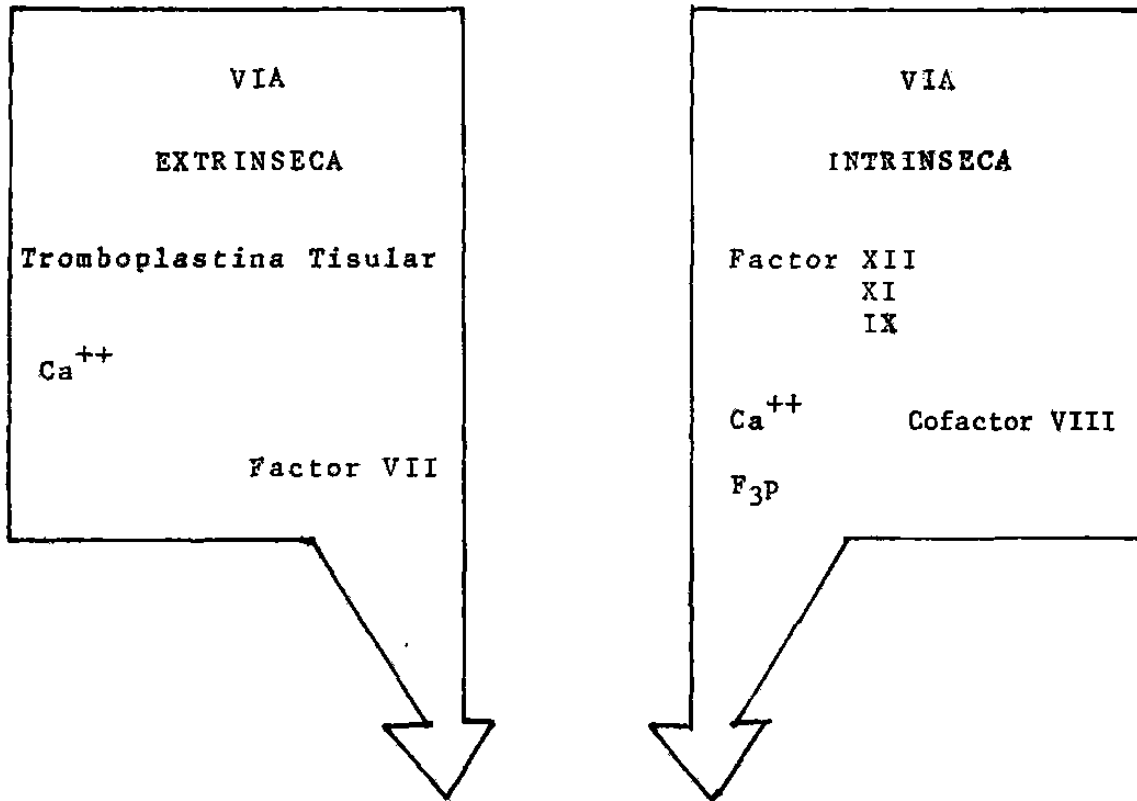 VIA
EXTRINSECA
Tromboplastina Tisular
Ca++
Factor VII
VIA
INTRINSECA
Factor XII
XI
IX
Ca++ Cofactor VIII
F3P